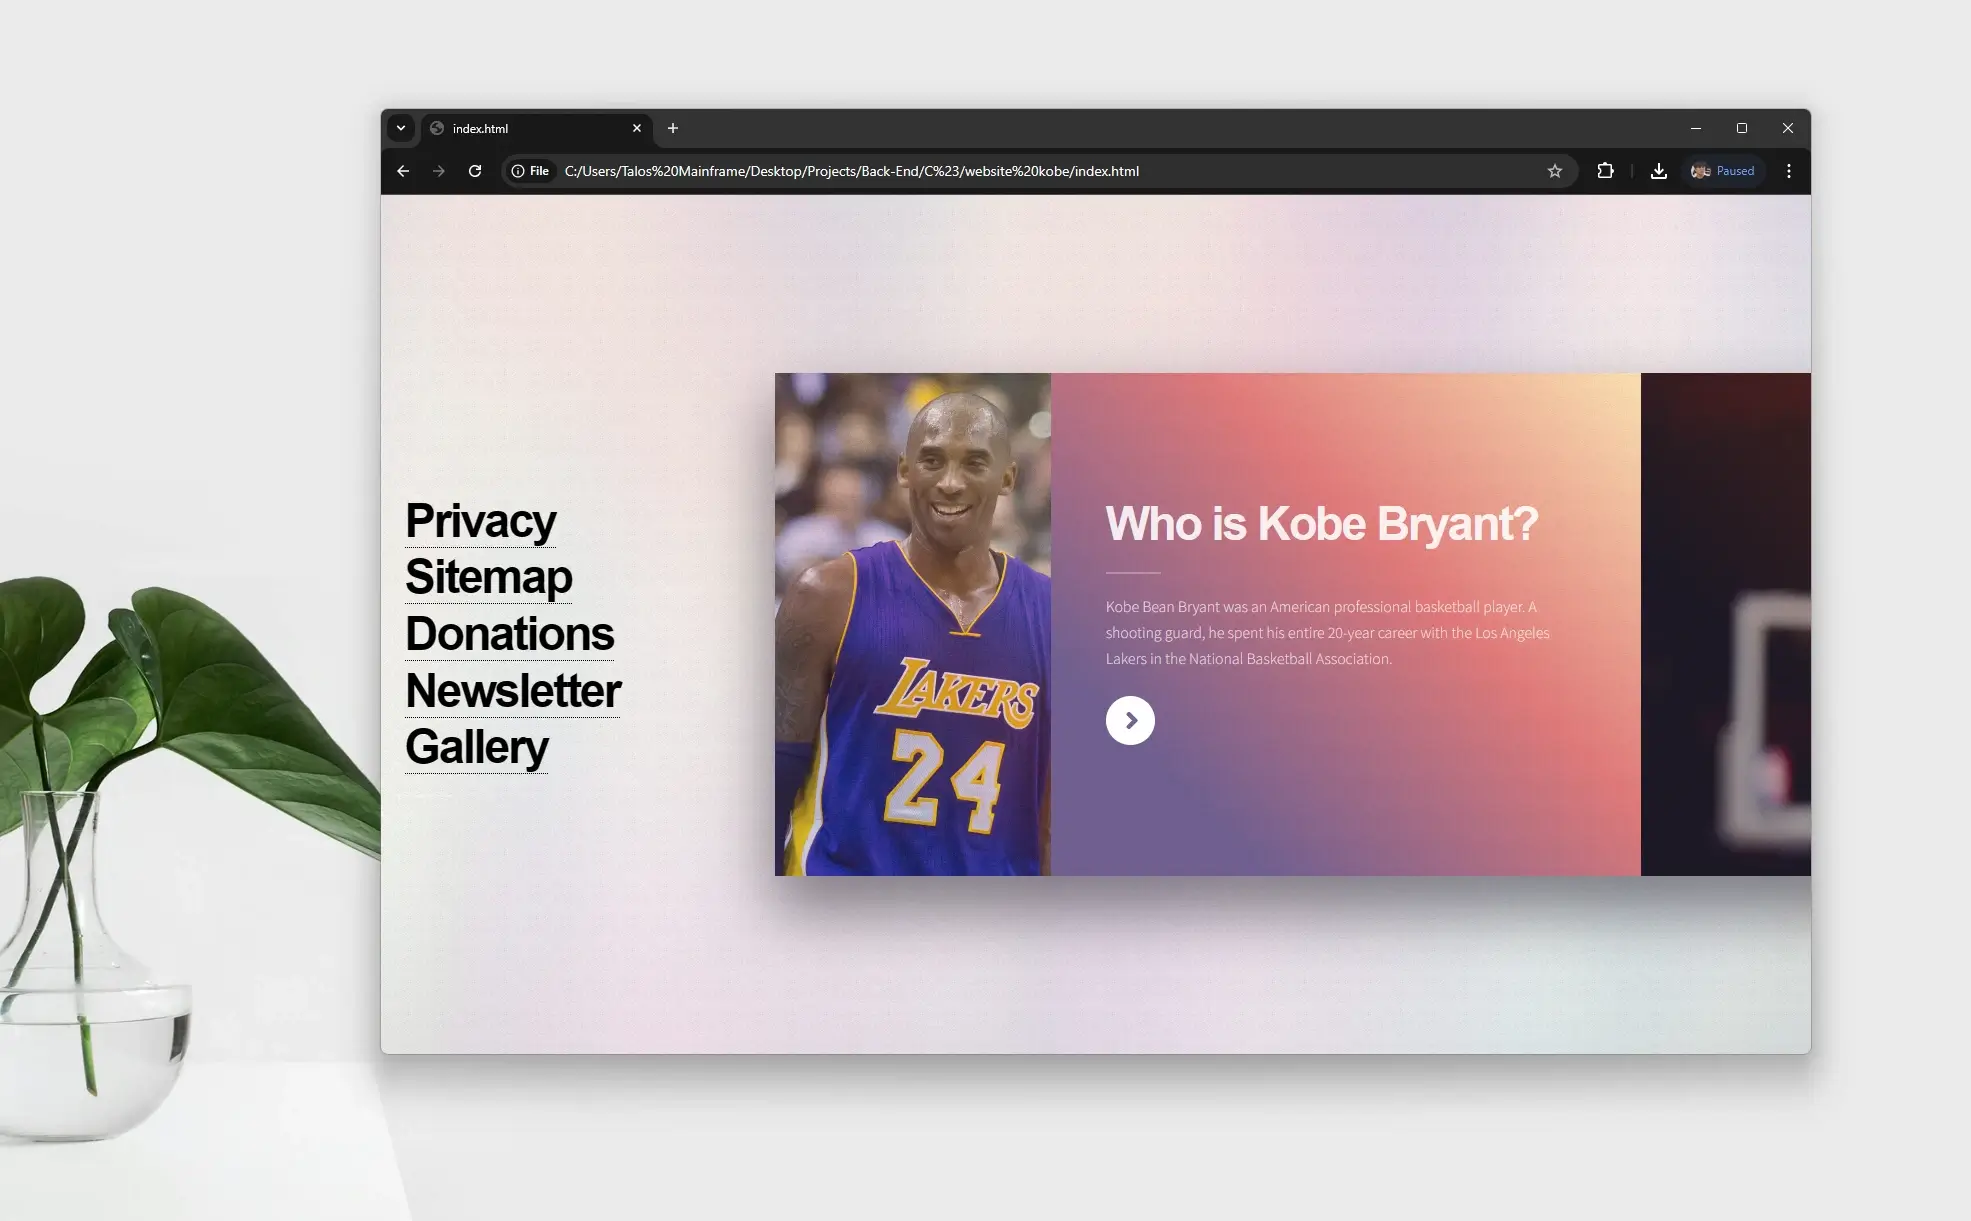 index.html
File
C:/Users/Talos%20Mainframe/Desktop/Projects/Back-End/C%23/website%20kobe/index.html
Paused
Privacy
Sitemap
Donations
Newsletter
Gallery
LAKERS
24
Who is Kobe Bryant?
Kobe Bean Bryant was an American professional basketball player. A
shooting guard, he spent his entire 20-year career with the Los Angeles
Lakers in the National Basketball Association.